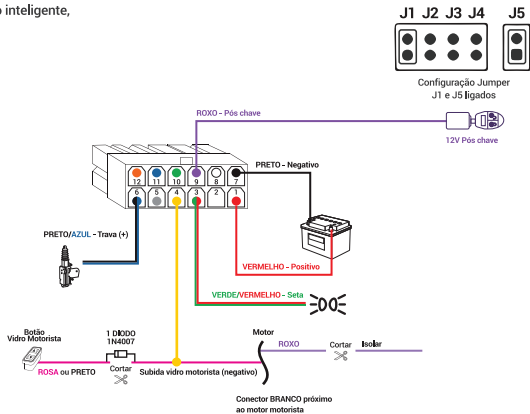 o inteligente,
J1 J2 J3 J4 J5
Configuração Jumper
J1 e J5 ligados
ROXO - Pós chave
12V Pós chave
PRETO - Negativo
12 11 10 9 8 7
6 5 4 3 2 1
PRETO/AZUL - Trava (+)
VERMELHO - Positivo
VERDE/VERMELHO - Seta
Botão
Vidro Motorista
1 DIODO
1N4007
Motor
ROXO
Cortar
Isolar
ROSA ou PRETO
Cortar
Subida vidro motorista (negativo)
Conector BRANCO próximo
ao motor motorista